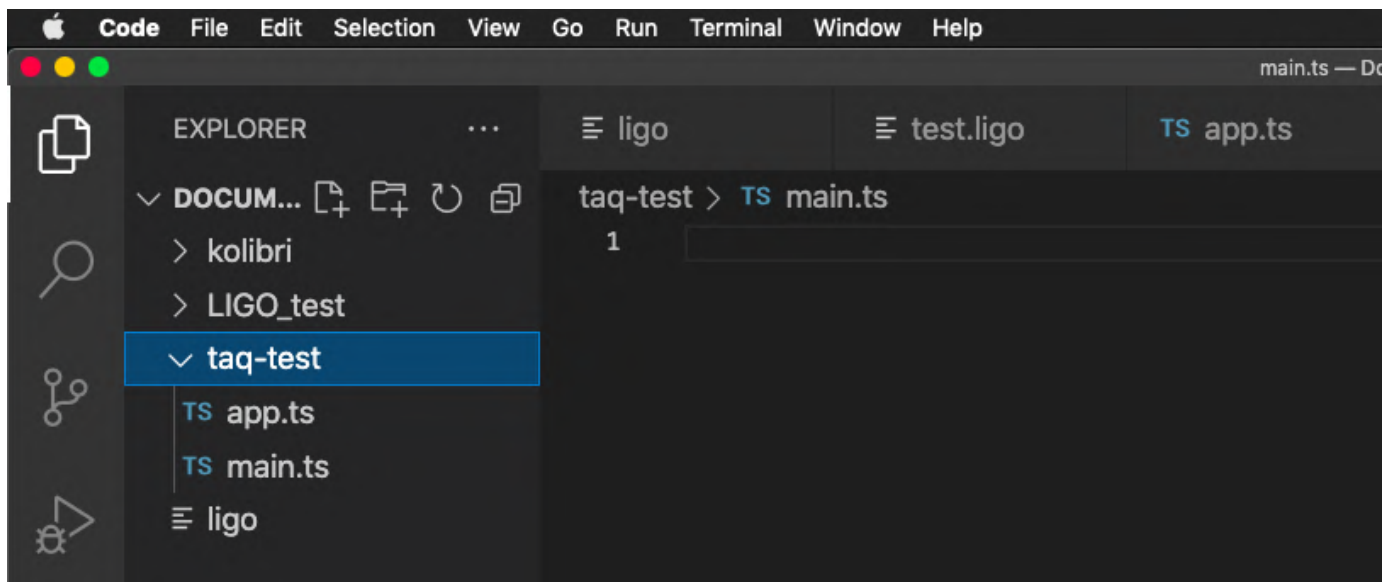 Code File Edit Selection View Go Run Terminal Window Help
main.ts — Do
EXPLORER ...
ligo test.ligo TS app.ts
DOCUM...
taq-test > TS main.ts
kolibri
1
LIGO_test
taq-test
TS app.ts
TS main.ts
ligo